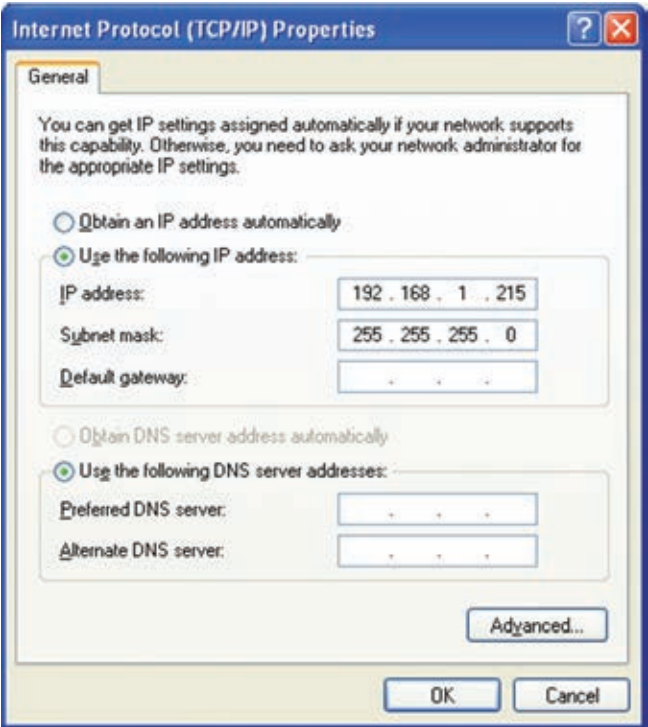 Internet Protocol (TCP/IP) Properties
?
X
General
You can get IP settings assigned automatically if your network supports
this capability. Otherwise, you need to ask your network administrator for
the appropriate IP settings.
Obtain an IP address automatically
Use the following IP address:
IP address: 192 . 168 . 1 . 215
Subnet mask: 255 . 255 . 255 . 0
Default gateway: . . .
Obtain DNS server address automatically
Use the following DNS server addresses:
Preferred DNS server: . . .
Alternate DNS server: . . .
Advanced...
OK Cancel